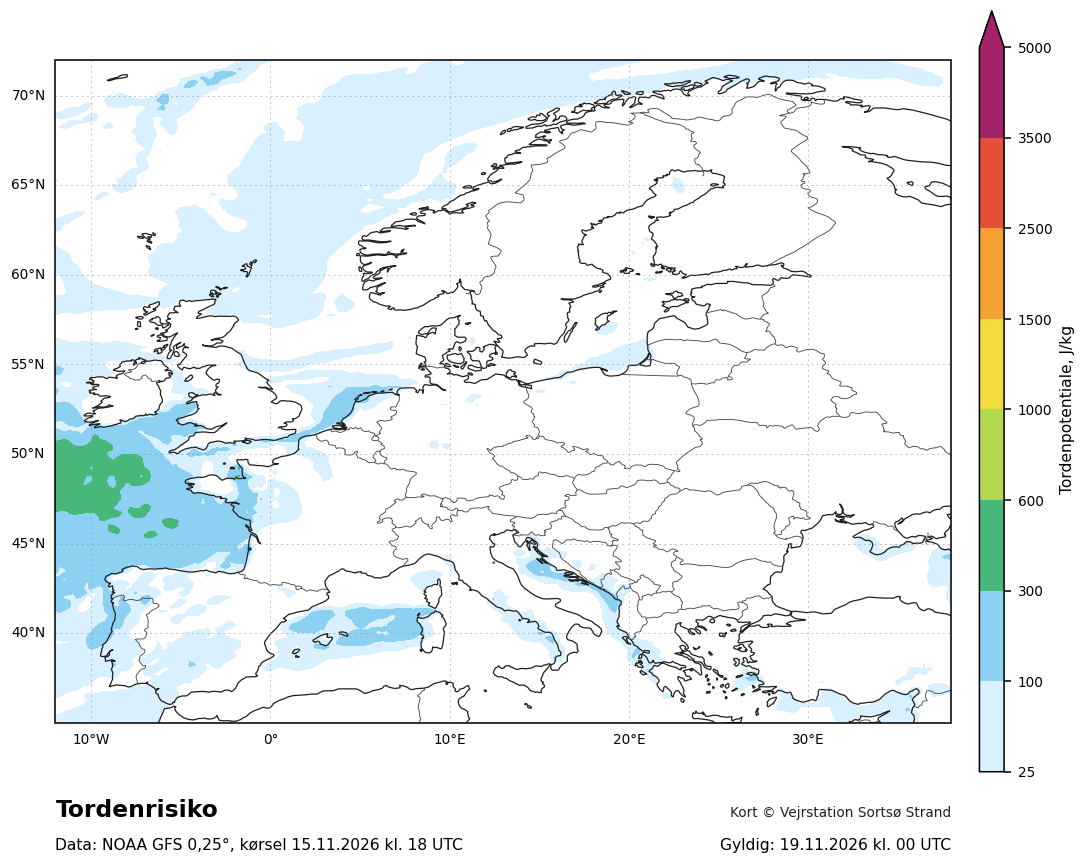 70°N
65°N
60°N
55°N
50°N
45°N
40°N
10°W
0°
10°E
20°E
30°E
5000
3500
2500
1500
1000
600
300
100
25
Tordenpotentiale, J/kg
Tordenrisiko
Kort © Vejrstation Sortsø Strand
Data: NOAA GFS 0,25°, kørsel 15.11.2026 kl. 18 UTC
Gyldig: 19.11.2026 kl. 00 UTC